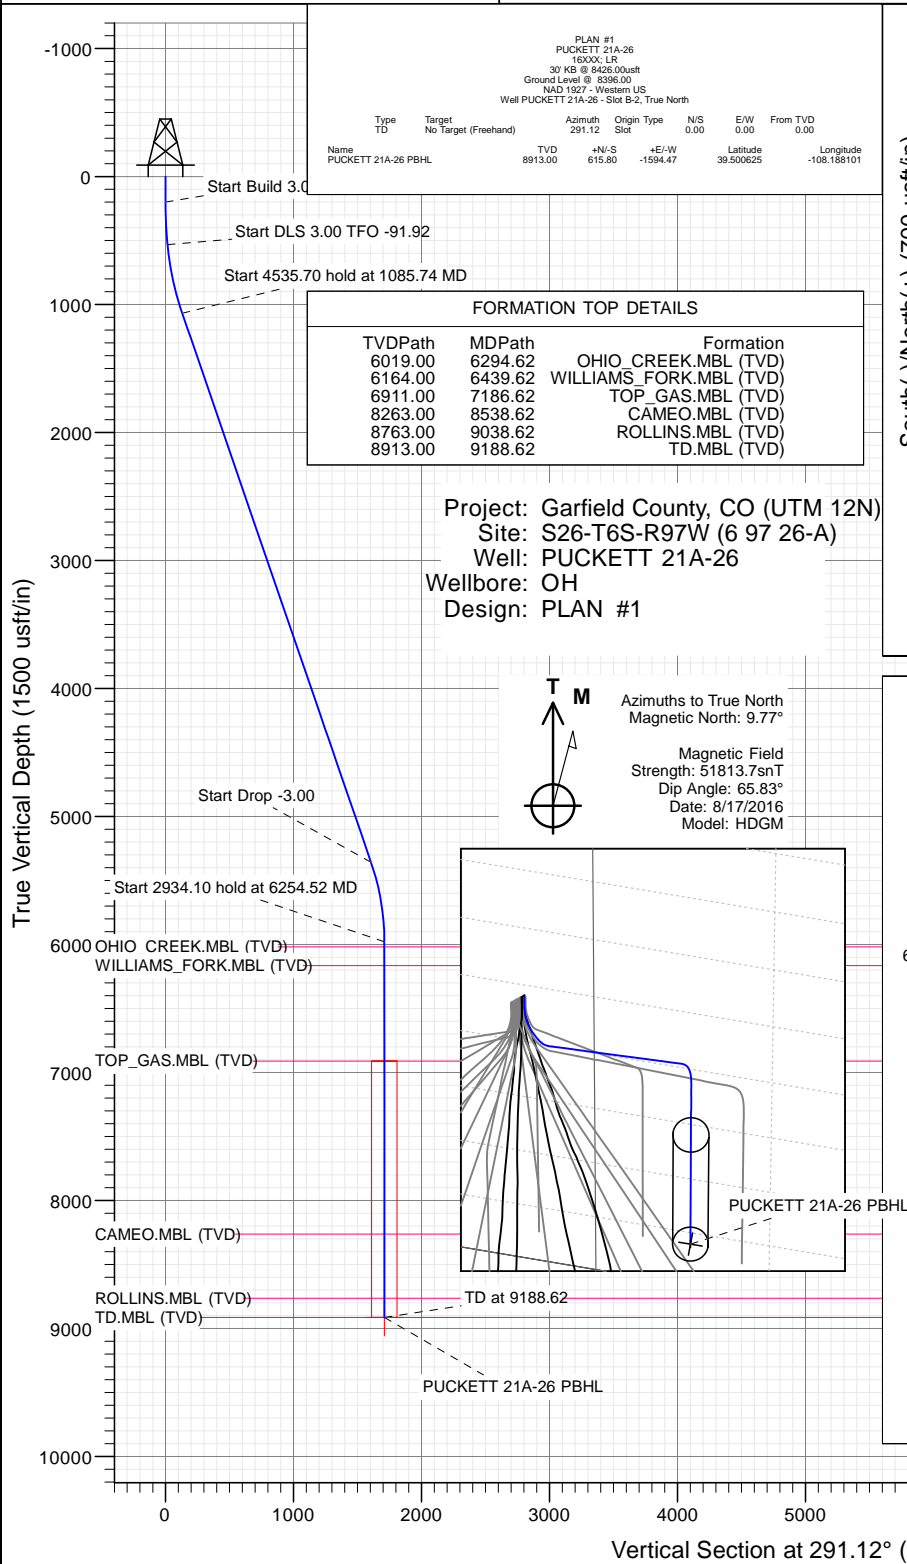 PLAN #1
PUCKETT 21A-26
16XXX; LR
30' KB @ 8426.00usft
Ground Level @ 8396.00
NAD 1927 - Western US
Well PUCKETT 21A-26 - Slot B-2, True North
Type Target Azimuth Origin Type N/S E/W From TVD
TD No Target (Freehand) 291.12 Slot 0.00 0.00 0.00
Name TVD +N/-S +E/-W Latitude Longitude
PUCKETT 21A-26 PBHL 8913.00 615.80 -1594.47 39.500625 -108.188101
Start Build 3.0
Start DLS 3.00 TFO -91.92
Start 4535.70 hold at 1085.74 MD
FORMATION TOP DETAILS
TVDPath MDPath Formation
6019.00 6294.62 OHIO_CREEK.MBL (TVD)
6164.00 6439.62 WILLIAMS_FORK.MBL (TVD)
6911.00 7186.62 TOP_GAS.MBL (TVD)
8263.00 8538.62 CAMEO.MBL (TVD)
8763.00 9038.62 ROLLINS.MBL (TVD)
8913.00 9188.62 TD.MBL (TVD)
Project: Garfield County, CO (UTM 12N)
Site: S26-T6S-R97W (6 97 26-A)
Well: PUCKETT 21A-26
Wellbore: OH
Design: PLAN #1
T M
Azimuths to True North
Magnetic North: 9.77°
Magnetic Field
Strength: 51813.7snT
Dip Angle: 65.83°
Date: 8/17/2016
Model: HDGM
Start Drop -3.00
Start 2934.10 hold at 6254.52 MD
OHIO_CREEK.MBL (TVD)
WILLIAMS_FORK.MBL (TVD)
TOP_GAS.MBL (TVD)
CAMEO.MBL (TVD)
ROLLINS.MBL (TVD)
TD.MBL (TVD)
PUCKETT 21A-26 PBHL
TD at 9188.62
PUCKETT 21A-26 PBHL
True Vertical Depth (1500 usft/in)
-1000
0
1000
2000
3000
4000
5000
6000
7000
8000
9000
10000
0 1000 2000 3000 4000 5000
Vertical Section at 291.12° (